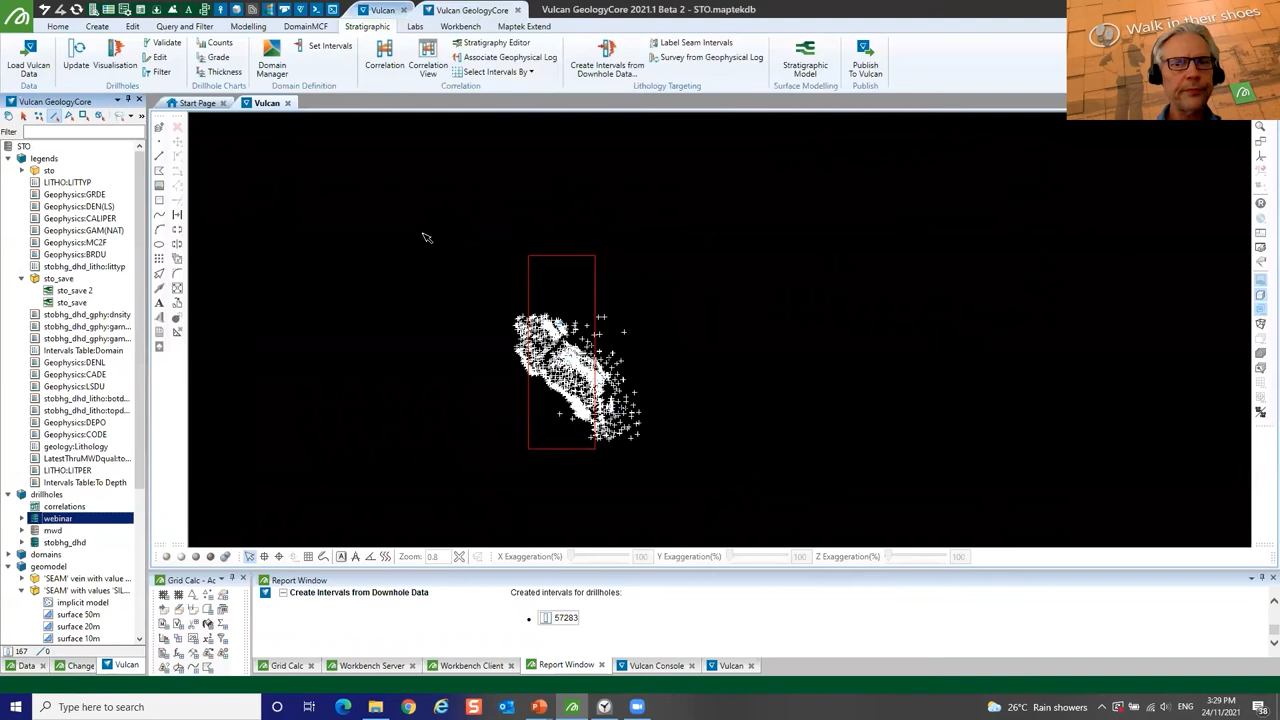 Vulcan
Vulcan GeologyCore
Vulcan GeologyCore 2021.1 Beta 2 - STO.maptekdb
Walk in their shoes
Home
Create
Edit
Query and Filter
Modelling
DomainMCF
Stratigraphic
Labs
Workbench
Maptek Extend
Load Vulcan Data
Update
Visualisation
Validate
Edit
Filter
Counts
Grade
Thickness
Domain Manager
Set Intervals
Correlation
Correlation View
Stratigraphy Editor
Associate Geophysical Log
Select Intervals By
Create Intervals from Downhole Data...
Label Seam Intervals
Survey from Geophysical Log
Stratigraphic Model
Publish To Vulcan
Data
Drillholes
Drillhole Charts
Domain Definition
Correlation
Lithology Targeting
Surface Modelling
Publish
Vulcan GeologyCore
Start Page
Vulcan
Filter
STO
legends
sto
LITHO:LITTYP
Geophysics:GRDE
Geophysics:DEN(LS)
Geophysics:CALIPER
Geophysics:GAM(NAT)
Geophysics:MC2F
Geophysics:BRDU
stobhg_dhd_litho:littyp
sto_save
sto_save 2
sto_save
stobhg_dhd_gphy:dnsity
stobhg_dhd_gphy:gam...
stobhg_dhd_gphy:gam...
Intervals Table:Domain
Geophysics:DENL
Geophysics:CADE
Geophysics:LSDU
stobhg_dhd_litho:botd...
stobhg_dhd_litho:topd...
Geophysics:DEPO
Geophysics:CODE
geology:Lithology
LatestThruMWDqual:to...
LITHO:LITPER
Intervals Table:To Depth
drillholes
correlations
webinar
mwd
stobhg_dhd
domains
geomodel
'SEAM' vein with value ...
'SEAM' with values 'SIL...
implicit model
surface 50m
surface 20m
surface 10m
167
/0
Data
Change
Vulcan
Zoom: 0.8
X Exaggeration(%)
100
Y Exaggeration(%)
100
Z Exaggeration(%)
100
Grid Calc - Ac
Report Window
Create Intervals from Downhole Data
Created intervals for drillholes:
57283
Grid Calc
Workbench Server
Workbench Client
Report Window
Vulcan Console
Vulcan
Type here to search
26°C Rain showers
ENG
3:29 PM
24/11/2021
38